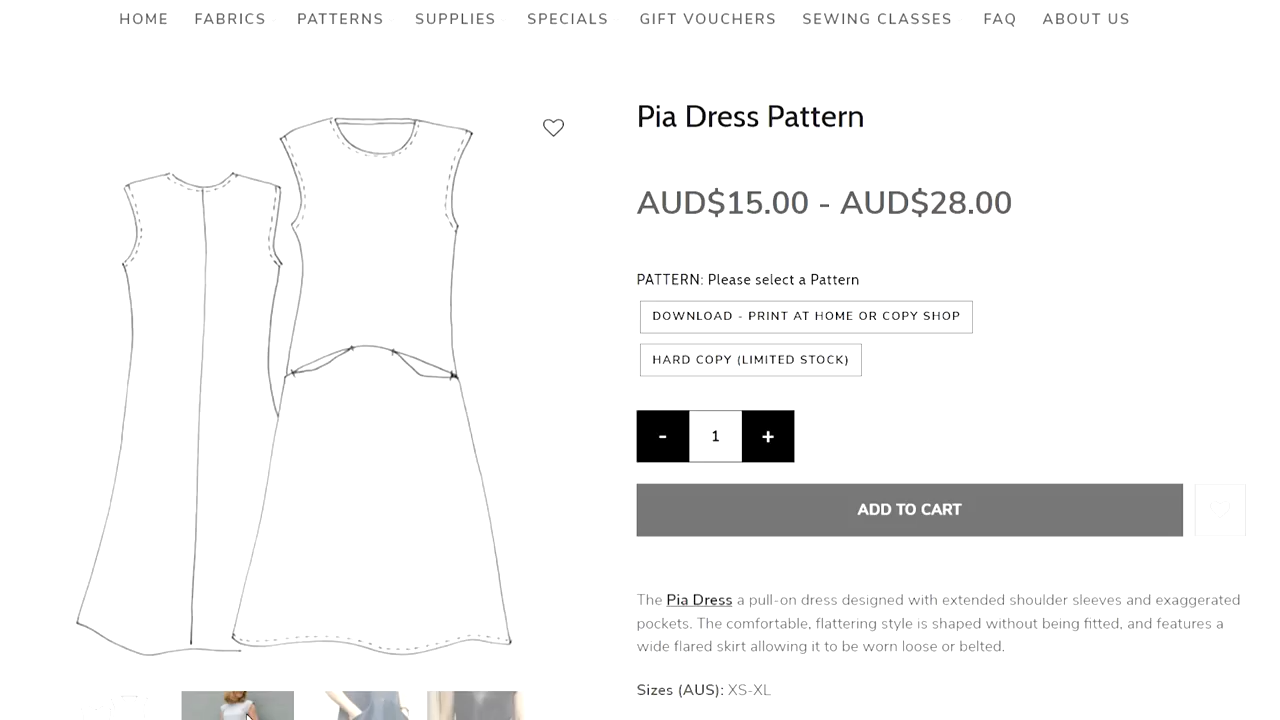 HOME FABRICS PATTERNS SUPPLIES SPECIALS GIFT VOUCHERS SEWING CLASSES FAQ ABOUT US
Pia Dress Pattern
AUD$15.00 - AUD$28.00
PATTERN: Please select a Pattern
DOWNLOAD - PRINT AT HOME OR COPY SHOP
HARD COPY (LIMITED STOCK)
- 1 +
ADD TO CART
The Pia Dress a pull-on dress designed with extended shoulder sleeves and exaggerated
pockets. The comfortable, flattering style is shaped without being fitted, and features a
wide flared skirt allowing it to be worn loose or belted.
Sizes (AUS): XS-XL